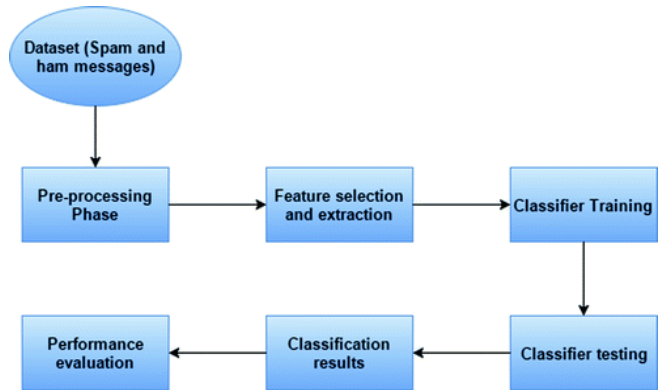 Dataset (Spam and
ham messages)
Pre-processing
Phase
Feature selection
and extraction
Classifier Training
Performance
evaluation
Classification
results
Classifier testing